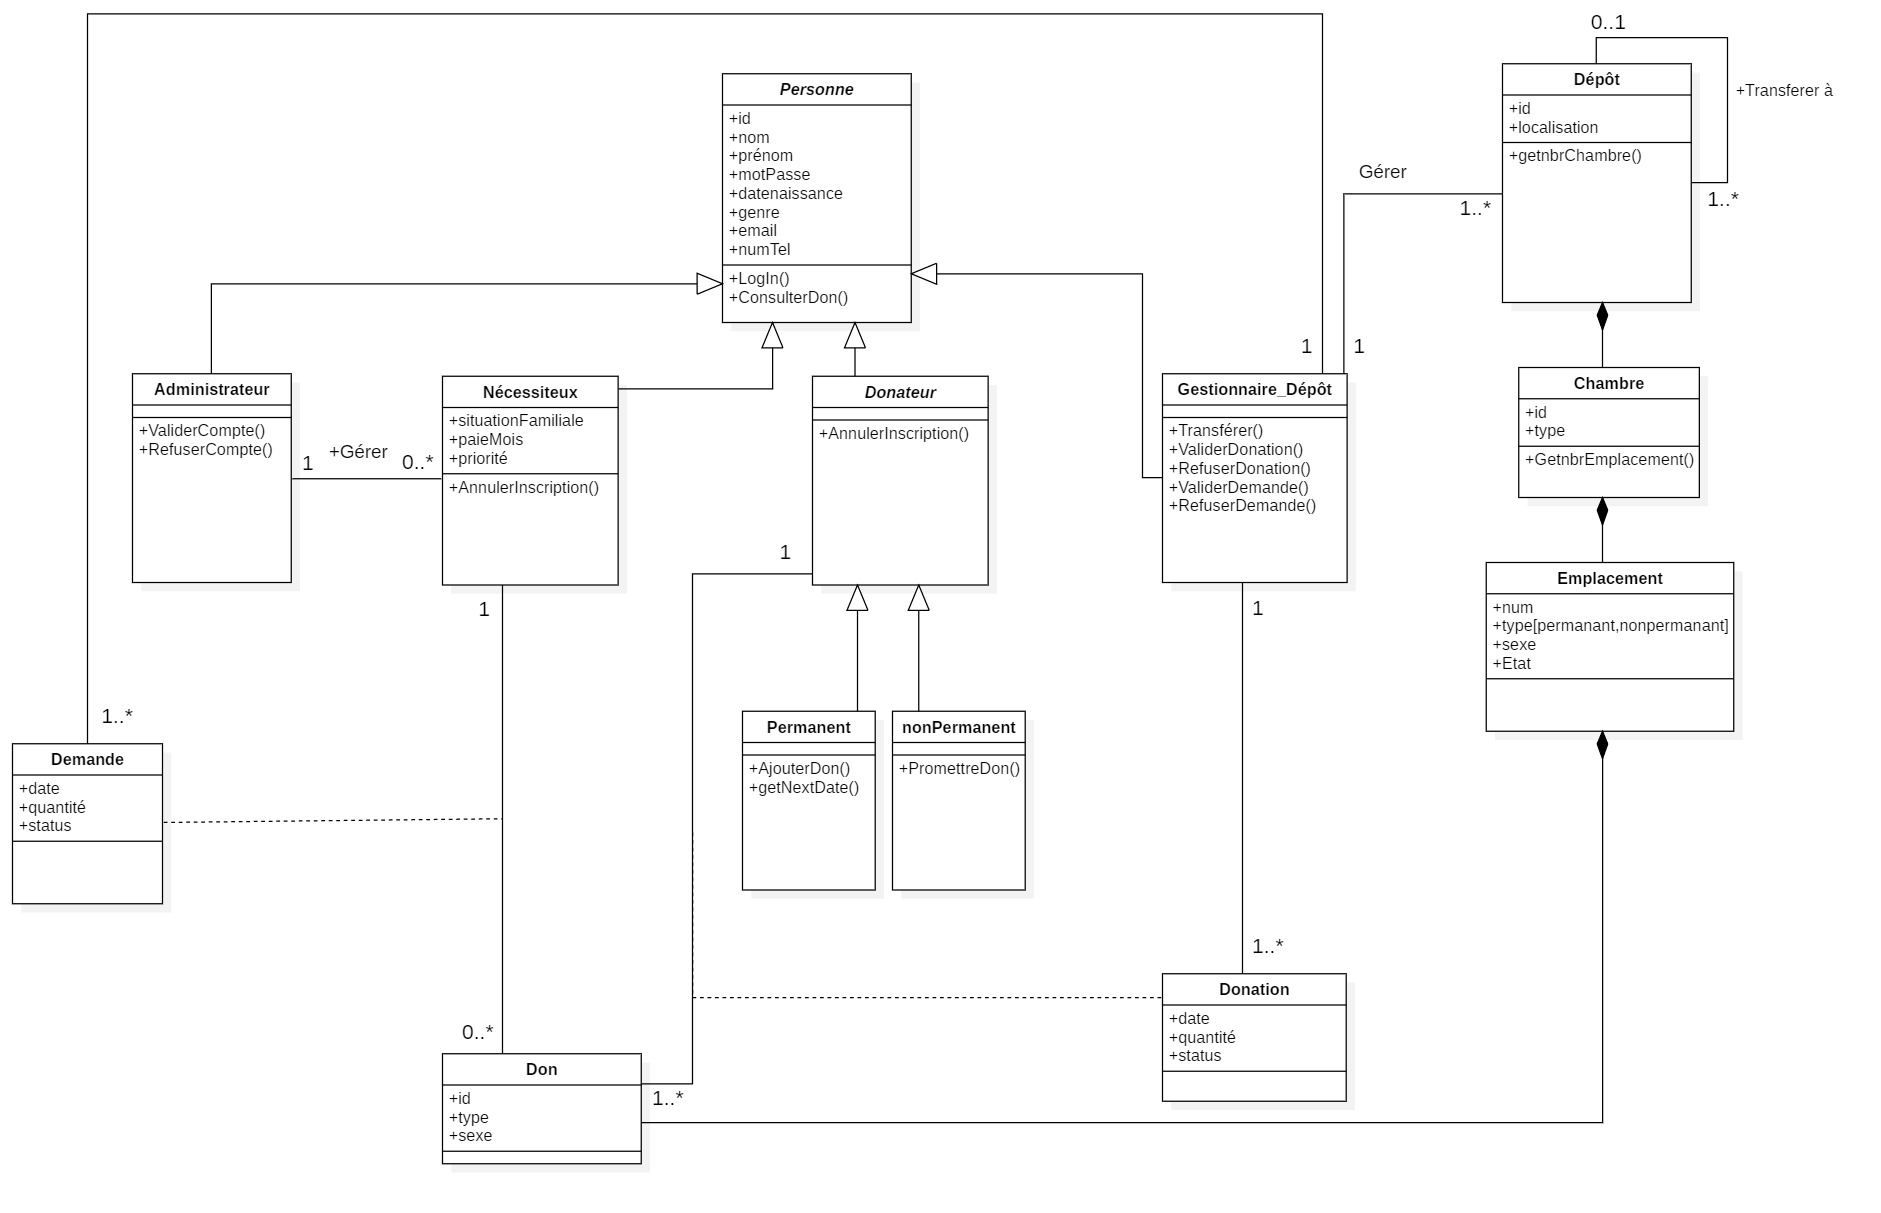 0..1
Dépôt
+id
+localisation
+getnbrChambre()
+Transferer à
1..*
Personne
+id
+nom
+prénom
+motPasse
+datenaissance
+genre
+email
+numTel
+LogIn()
+ConsulterDon()
Gérer
1..*
1
1
Administrateur
+ValiderCompte()
+RefuserCompte()
1
+Gérer
0..*
Nécessiteux
+situationFamiliale
+paieMois
+priorité
+AnnulerInscription()
1
Donateur
+AnnulerInscription()
1
Gestionnaire_Dépôt
+Transférer()
+ValiderDonation()
+RefuserDonation()
+ValiderDemande()
+RefuserDemande()
1
Chambre
+id
+type
+GetnbrEmplacement()
Emplacement
+num
+type[permanant,nonpermanant]
+sexe
+Etat
1..*
Demande
+date
+quantité
+status
Permanent
+AjouterDon()
+getNextDate()
nonPermanent
+PromettreDon()
1..*
Donation
+date
+quantité
+status
0..*
Don
+id
+type
+sexe
1..*